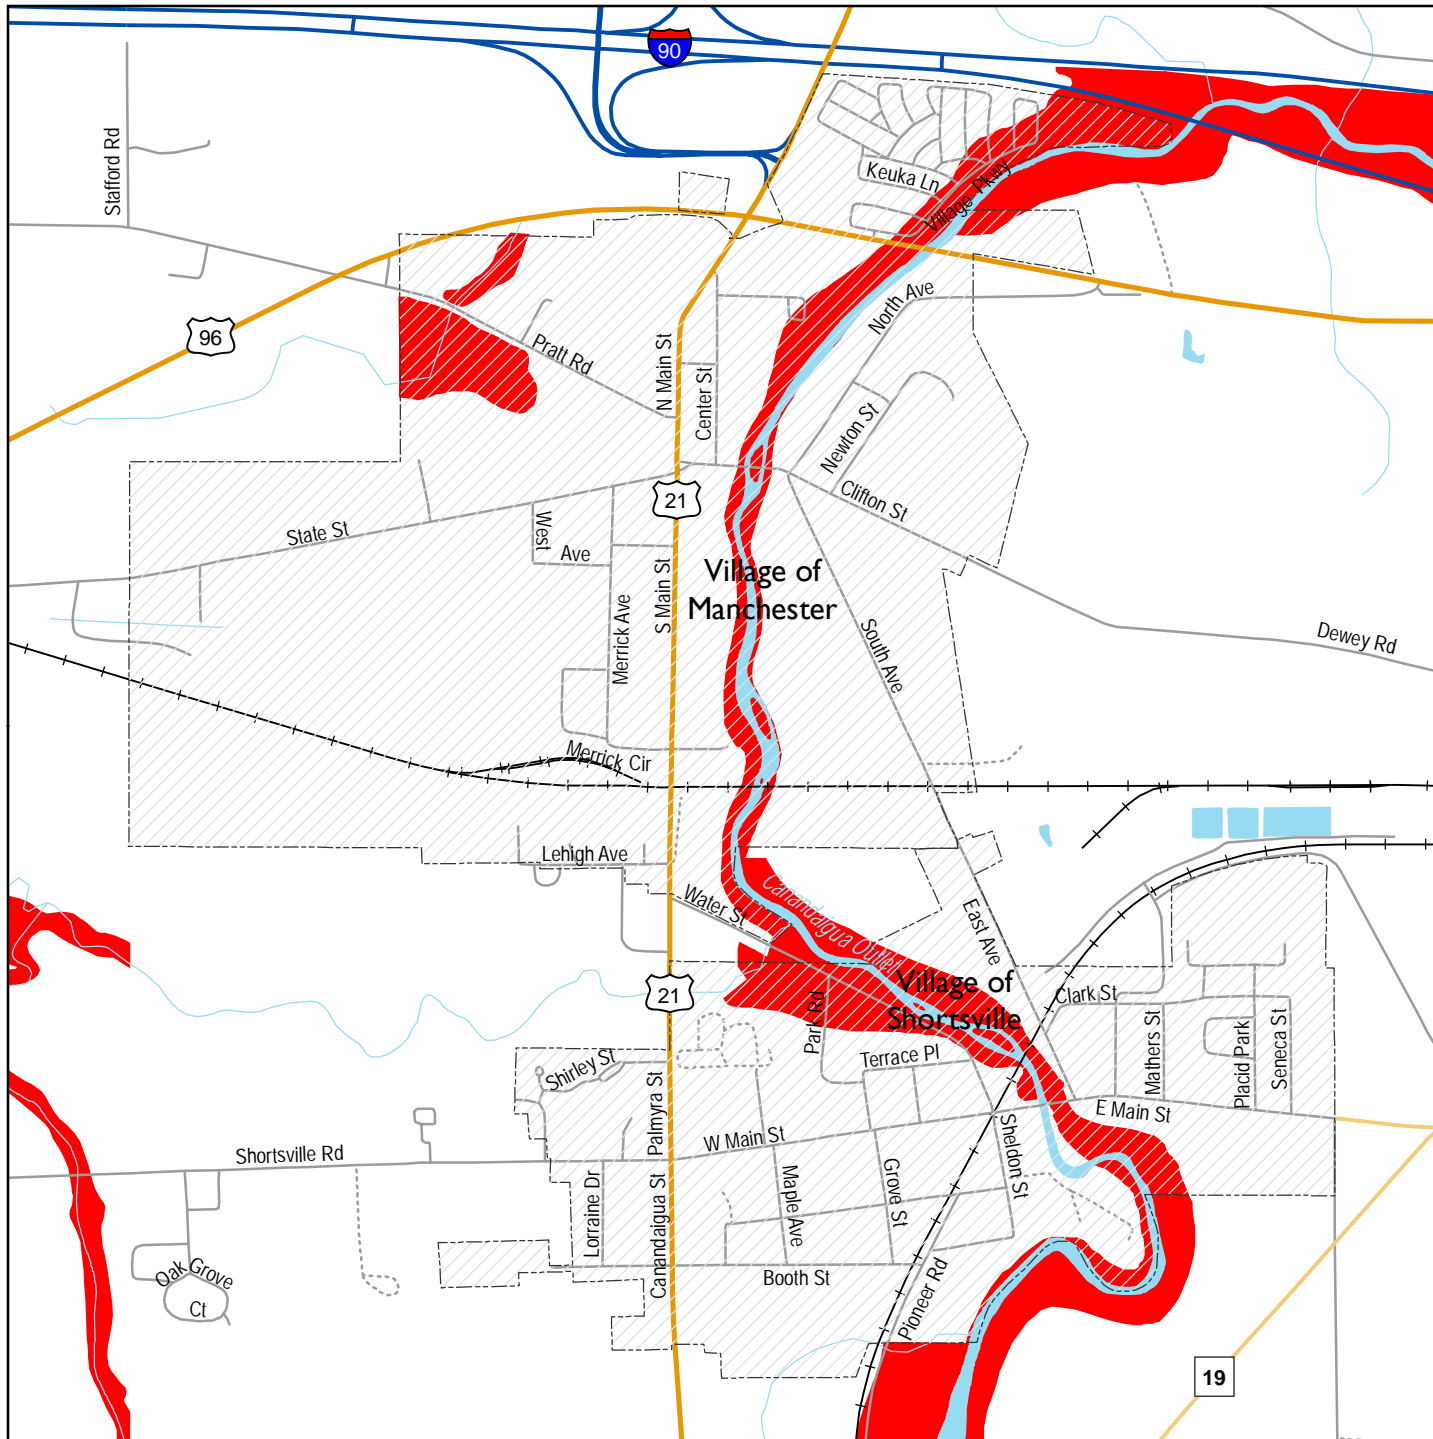 90
Stafford Rd
Keuka Ln
Village Pkwy
96
North Ave
Pratt Rd
N Main St
Center St
Newton St
21
Clifton St
State St
West
Ave
Village of
Manchester
S Main St
Merrick Ave
South Ave
Dewey Rd
Merrick Cir
Lehigh Ave
Water St
Canandaigua Outlet
East Ave
Village of
Shortsville
21
Clark St
Park Rd
Mathers St
Placid Park
Seneca St
Terrace Pl
Shirley St
Palmyra St
E Main St
W Main St
Shortsville Rd
Sheldon St
Lorraine Dr
Canandaigua St
Maple Ave
Grove St
Oak Grove
Ct
Booth St
Pioneer Rd
19